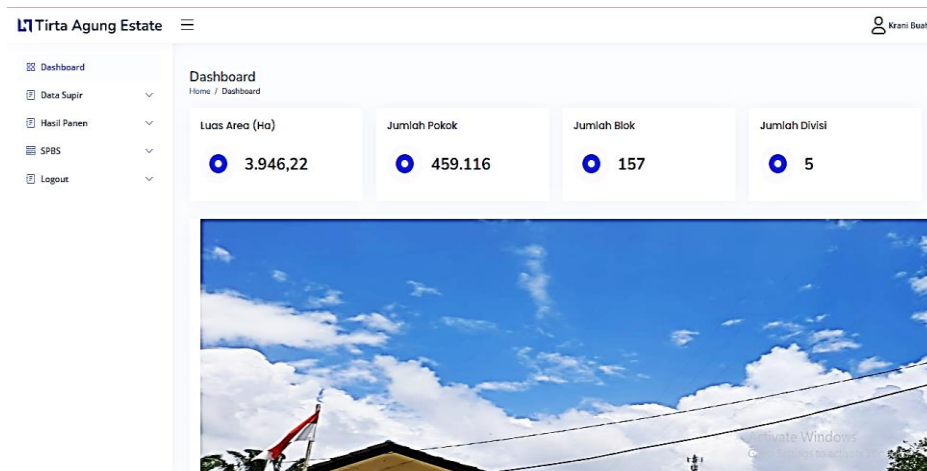 Tirta Agung Estate
Krani Buah
Dashboard
Data Supir
Hasil Panen
SPBS
Logout
Dashboard
Home / Dashboard
Luas Area (Ha)
3.946,22
Jumlah Pokok
459.116
Jumlah Blok
157
Jumlah Divisi
5
Activate Windows